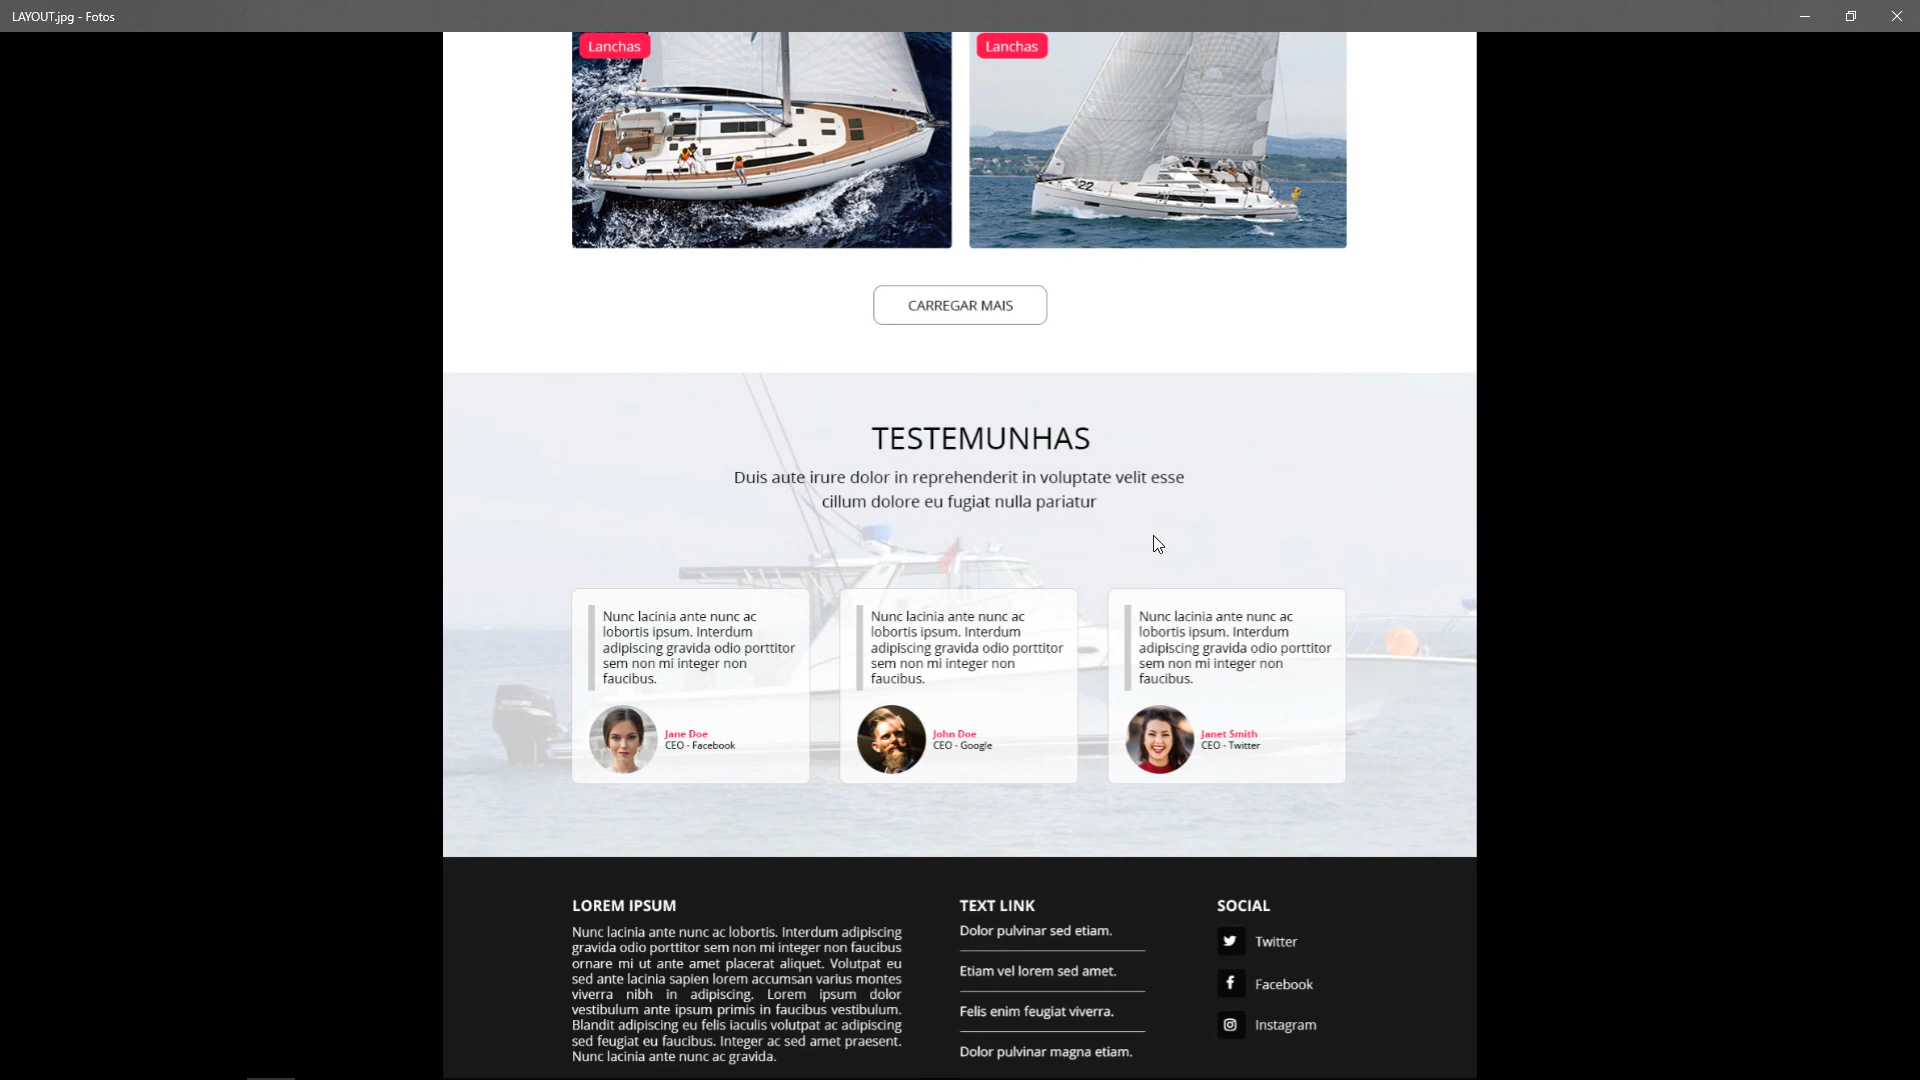 LAYOUT.jpg - Fotos
Lanchas
Lanchas
22
CARREGAR MAIS
TESTEMUNHAS
Duis aute irure dolor in reprehenderit in voluptate velit esse
cillum dolore eu fugiat nulla pariatur
Nunc lacinia ante nunc ac
lobortis ipsum. Interdum
adipiscing gravida odio porttitor
sem non mi integer non
faucibus.
Jane Doe
CEO - Facebook
Nunc lacinia ante nunc ac
lobortis ipsum. Interdum
adipiscing gravida odio porttitor
sem non mi integer non
faucibus.
John Doe
CEO - Google
Nunc lacinia ante nunc ac
lobortis ipsum. Interdum
adipiscing gravida odio porttitor
sem non mi integer non
faucibus.
Janet Smith
CEO - Twitter
LOREM IPSUM
Nunc lacinia ante nunc ac lobortis. Interdum adipiscing
gravida odio porttitor sem non mi integer non faucibus
ornare mi ut ante amet placerat aliquet. Volutpat eu
sed ante lacinia sapien lorem accumsan varius montes
viverra nibh in adipiscing. Lorem ipsum dolor
vestibulum ante ipsum primis in faucibus vestibulum.
Blandit adipiscing eu felis iaculis volutpat ac adipiscing
sed feugiat eu faucibus. Integer ac sed amet praesent.
Nunc lacinia ante nunc ac gravida.
TEXT LINK
Dolor pulvinar sed etiam.
Etiam vel lorem sed amet.
Felis enim feugiat viverra.
Dolor pulvinar magna etiam.
SOCIAL
Twitter
Facebook
Instagram